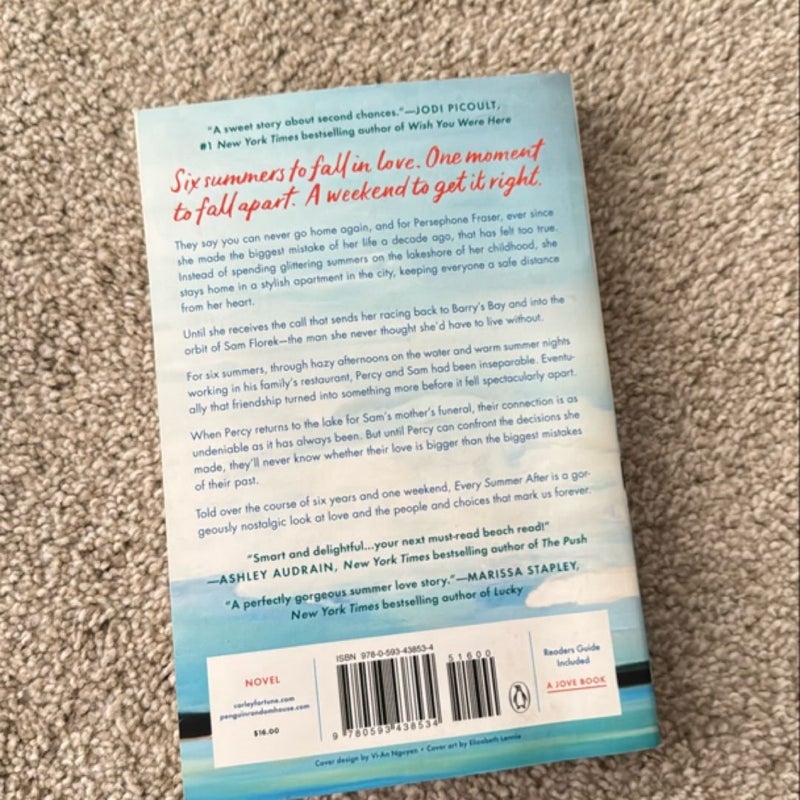 "A sweet story about second chances."—JODI PICOULT,
#1 New York Times bestselling author of Wish You Were Here
Six summers to fall in love. One moment
to fall apart. A weekend to get it right.
They say you can never go home again, and for Persephone Fraser, ever since
she made the biggest mistake of her life a decade ago, that has felt too true.
Instead of spending glittering summers on the lakeshore of her childhood, she
stays home in a stylish apartment in the city, keeping everyone a safe distance
from her heart.
Until she receives the call that sends her racing back to Barry's Bay and into the
orbit of Sam Florek—the man she never thought she'd have to live without.
For six summers, through hazy afternoons on the water and warm summer nights
working in his family's restaurant, Percy and Sam had been inseparable. Eventu-
ally that friendship turned into something more before it fell spectacularly apart.
When Percy returns to the lake for Sam's mother's funeral, their connection is as
undeniable as it has always been. But until Percy can confront the decisions she
made, they'll never know whether their love is bigger than the biggest mistakes
of their past.
Told over the course of six years and one weekend, Every Summer After is a gor-
geously nostalgic look at love and the people and choices that mark us forever.
"Smart and delightful...your next must-read beach read!"
—ASHLEY AUDRAIN, New York Times bestselling author of The Push
"A perfectly gorgeous summer love story."—MARISSA STAPLEY,
New York Times bestselling author of Lucky
NOVEL
carleyfortune.com
penguinrandomhouse.com
$16.00
ISBN 978-0-593-43853-4
51600
9 780593 438534
Readers Guide
Included
A JOVE BOOK
Cover design by Vi-An Nguyen • Cover art by Elizabeth Lennie